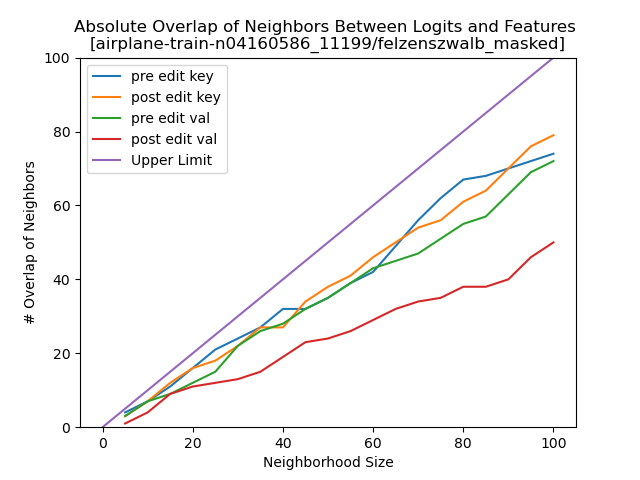 Absolute Overlap of Neighbors Between Logits and Features
[airplane-train-n04160586_11199/felzenszwalb_masked]
pre edit key
post edit key
pre edit val
post edit val
Upper Limit
# Overlap of Neighbors
100
80
60
40
20
0
0 20 40 60 80 100
Neighborhood Size